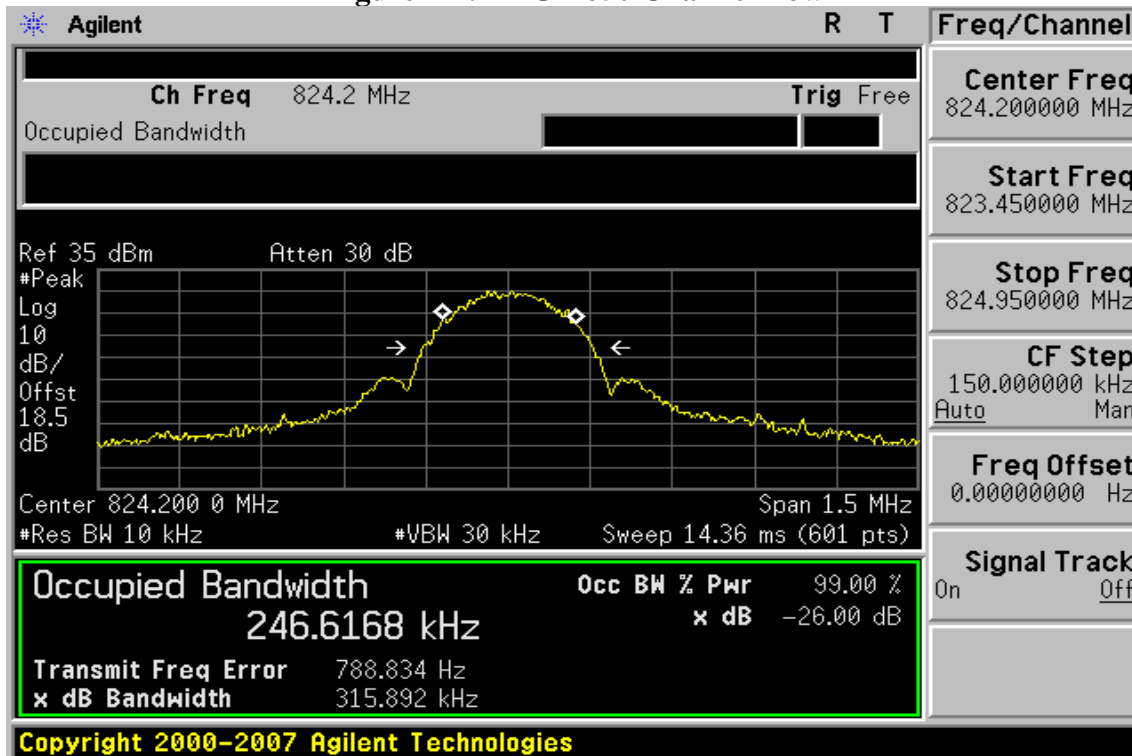 Agilent R T
Freq/Channel
Ch Freq 824.2 MHz Trig Free
Occupied Bandwidth
Center Freq
824.200000 MHz
Start Freq
823.450000 MHz
Stop Freq
824.950000 MHz
CF Step
150.000000 kHz
Auto Man
Freq Offset
0.00000000 Hz
Signal Track
On Off
Ref 35 dBm Atten 30 dB
#Peak
Log
10
dB/
Offst
18.5
dB
Center 824.200 0 MHz Span 1.5 MHz
#Res BW 10 kHz #VBW 30 kHz Sweep 14.36 ms (601 pts)
Occupied Bandwidth Occ BW % Pwr 99.00 %
246.6168 kHz x dB -26.00 dB
Transmit Freq Error 788.834 Hz
x dB Bandwidth 315.892 kHz
Copyright 2000-2007 Agilent Technologies